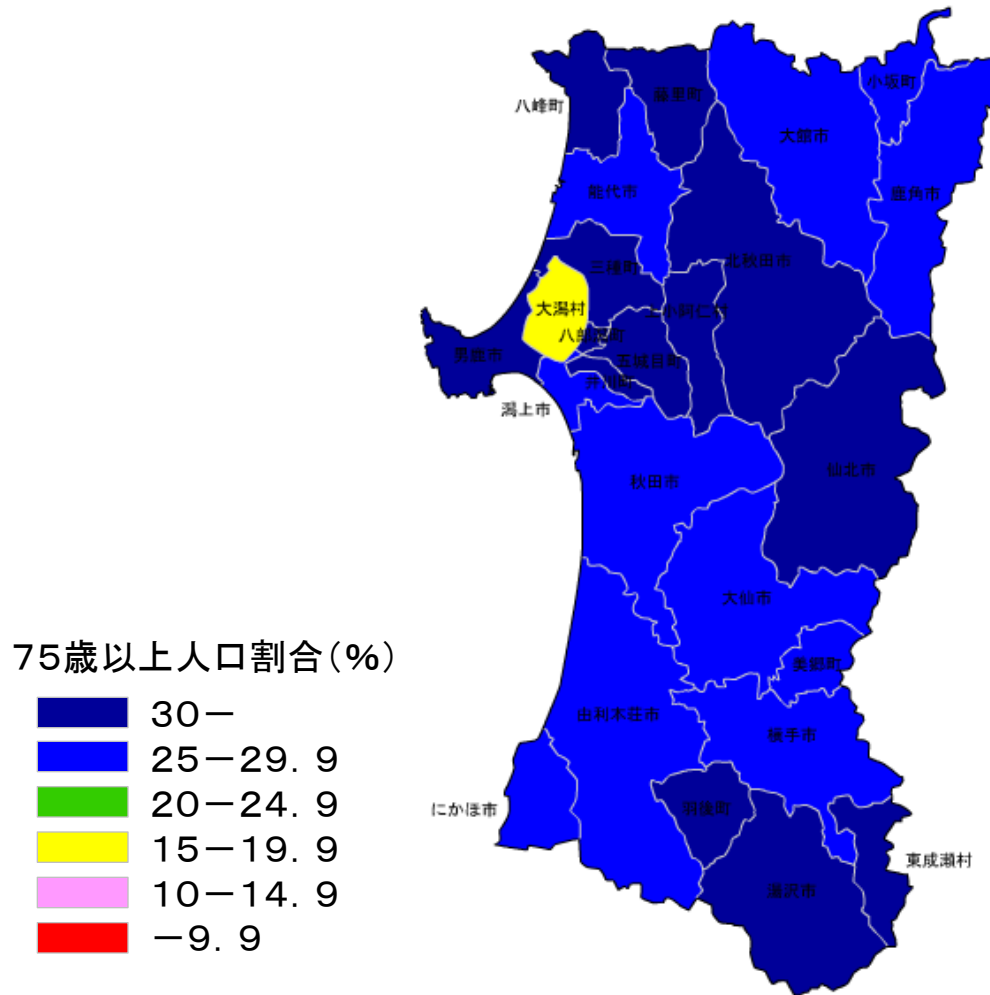 小坂町
藤里町
八峰町
大館市
能代市
鹿角市
北秋田市
三種町
大潟村
上小阿仁村
八郎潟町
男鹿市
五城目町
井川町
潟上市
仙北市
秋田市
大仙市
75歳以上人口割合(%)
美郷町
30-
由利本荘市
横手市
25-29.9
20-24.9
にかほ市
羽後町
15-19.9
東成瀬村
10-14.9
湯沢市
-9.9